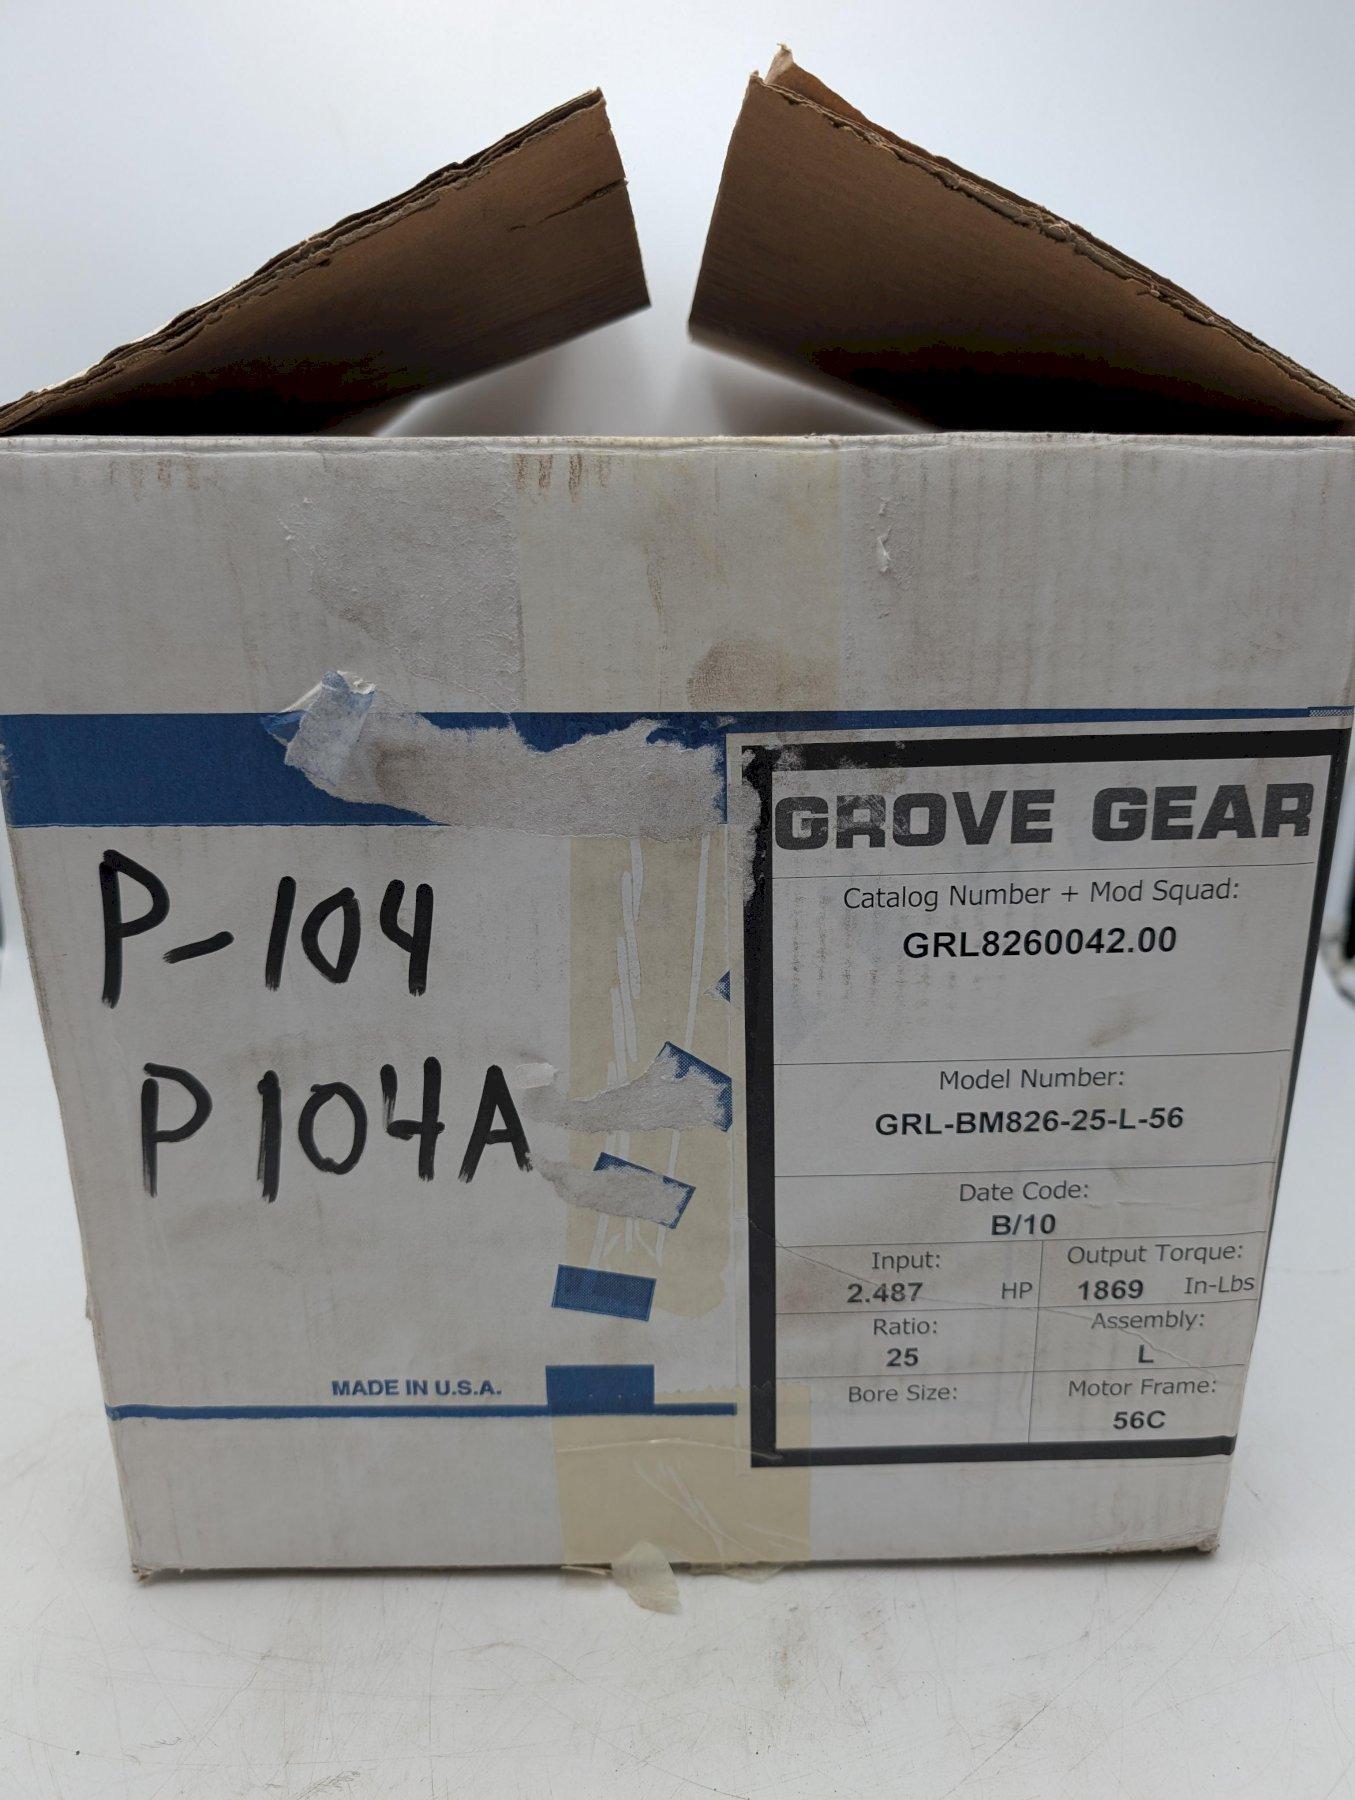 P-104
P104A
MADE IN U.S.A.
GROVE GEAR
Catalog Number + Mod Squad:
GRL8260042.00
Model Number:
GRL-BM826-25-L-56
Date Code:
B/10
Input:
2.487 HP
Output Torque:
1869 In-Lbs
Ratio:
25
Assembly:
L
Bore Size:
Motor Frame:
56C